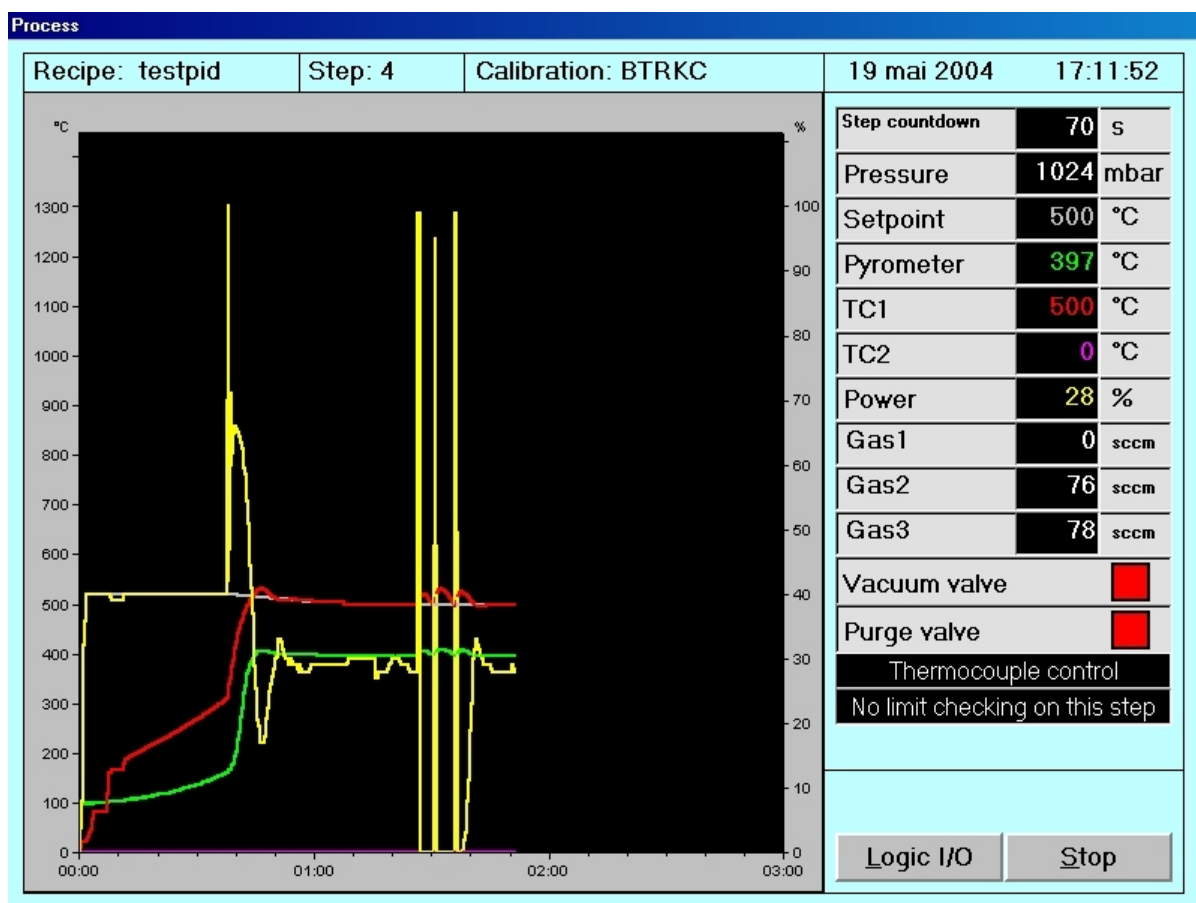 Process
Recipe: testpid Step: 4 Calibration: BTRKC 19 mai 2004 17:11:52
°C %
1300
1200
1100
1000
900
800
700
600
500
400
300
200
100
0
100
90
80
70
60
50
40
30
20
10
0
00:00 01:00 02:00 03:00
Step countdown 70 s
Pressure 1024 mbar
Setpoint 500 °C
Pyrometer 397 °C
TC1 500 °C
TC2 0 °C
Power 28 %
Gas1 0 sccm
Gas2 76 sccm
Gas3 78 sccm
Vacuum valve
Purge valve
Thermocouple control
No limit checking on this step
Logic I/O Stop